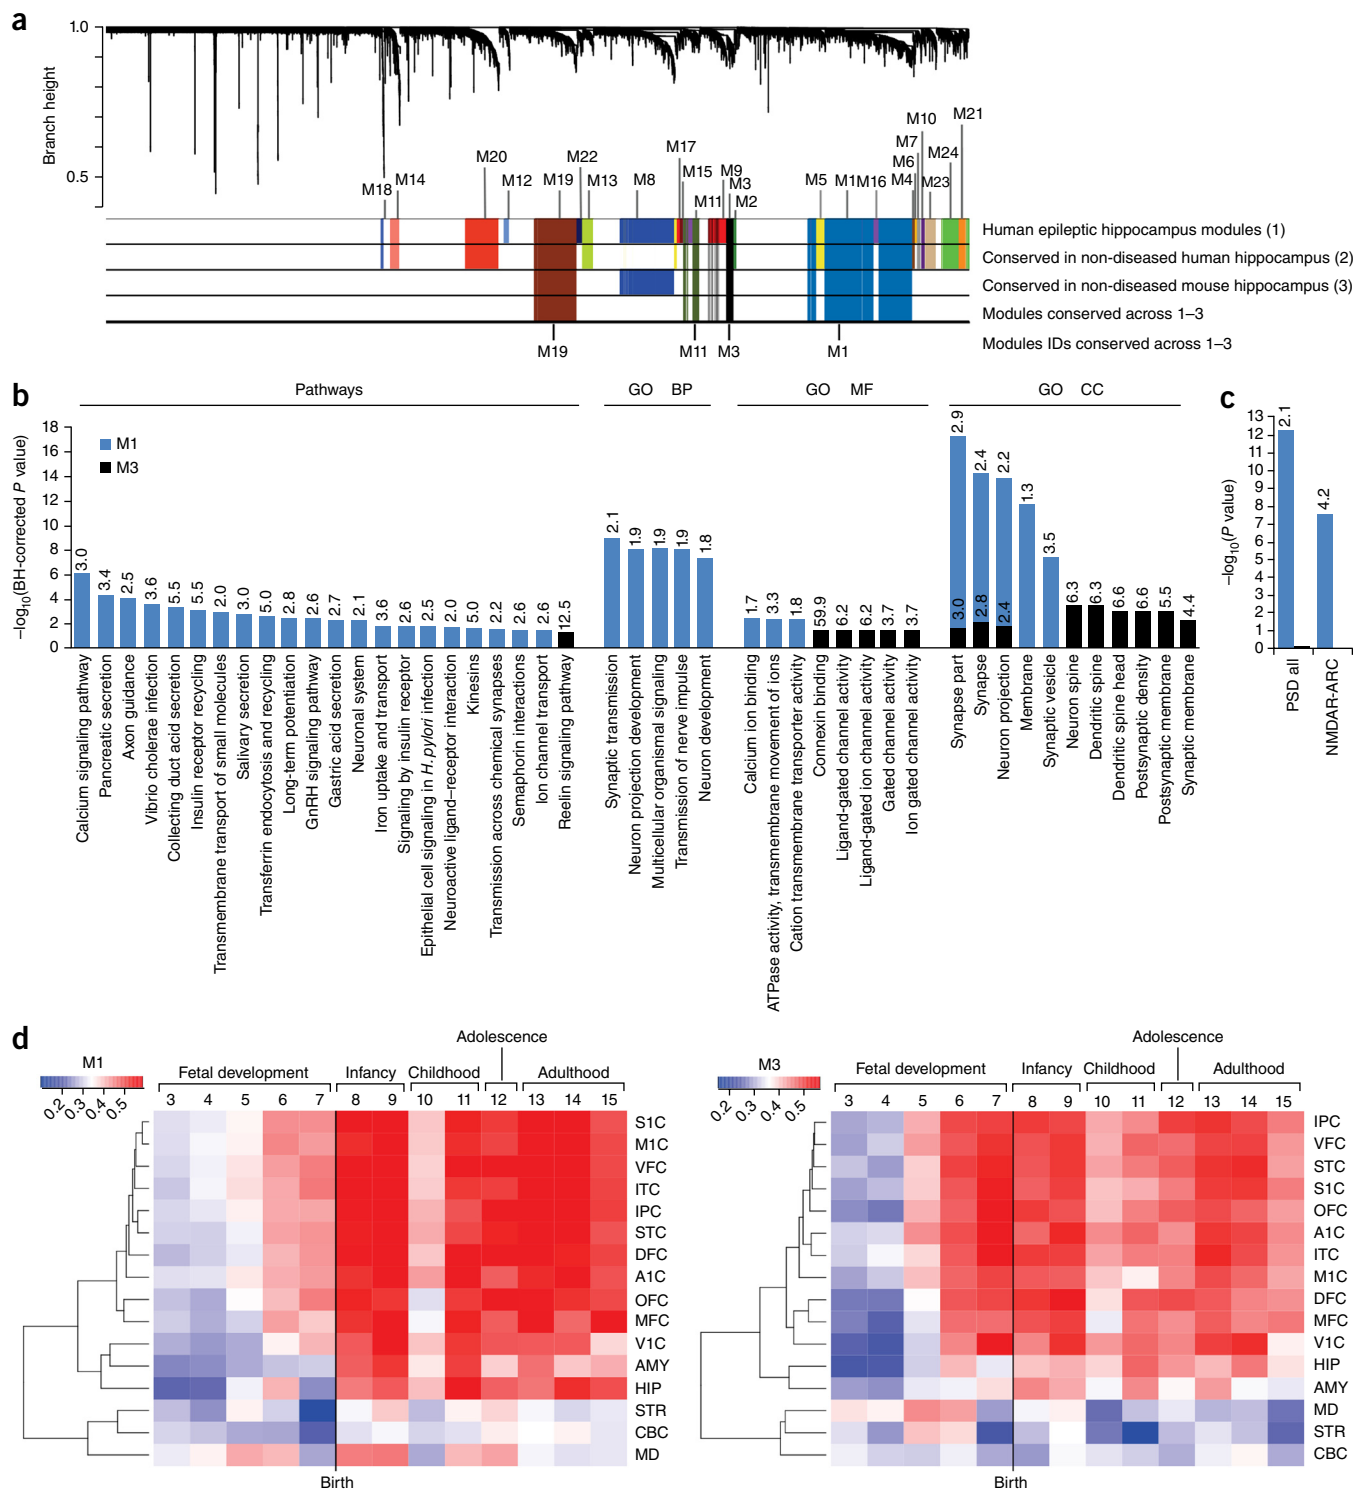 a
1.0
Branch height
0.5
M10
M21
M17
M7
M20
M22
M15
M9
M6
M24
M18
M14
M12
M19
M13
M8
M11
M3
M2
M5
M1
M16
M4
M23
Human epileptic hippocampus modules (1)
Conserved in non-diseased human hippocampus (2)
Conserved in non-diseased mouse hippocampus (3)
Modules conserved across 1–3
Modules IDs conserved across 1–3
M19
M11
M3
M1
b
Pathways
GO BP
GO MF
GO CC
–log10(BH-corrected P value)
18
16
14
12
10
8
6
4
2
0
M1
M3
3.0
3.4
2.5
3.6
5.5
5.5
2.0
3.0
5.0
2.8
2.6
2.7
2.1
3.6
2.6
2.5
2.0
5.0
2.2
2.6
2.6
12.5
2.1
1.9
1.9
1.9
1.8
1.7
3.3
1.8
59.9
6.2
6.2
3.7
3.7
2.9
2.4
2.2
1.3
3.5
3.0
2.8
2.4
6.3
6.3
6.6
6.6
5.5
4.4
Calcium signaling pathway
Pancreatic secretion
Axon guidance
Vibrio cholerae infection
Collecting duct acid secretion
Insulin receptor recycling
Transmembrane transport of small molecules
Salivary secretion
Transferrin endocytosis and recycling
Long-term potentiation
GnRH signaling pathway
Gastric acid secretion
Neuronal system
Iron uptake and transport
Signaling by insulin receptor
Epithelial cell signaling in H. pylori infection
Neuroactive ligand–receptor interaction
Kinesins
Transmission across chemical synapses
Semaphorin interactions
Ion channel transport
Reelin signaling pathway
Synaptic transmission
Neuron projection development
Multicellular organismal signaling
Transmission of nerve impulse
Neuron development
Calcium ion binding
ATPase activity, transmembrane movement of ions
Cation transmembrane transporter activity
Connexin binding
Ligand-gated channel activity
Ligand-gated ion channel activity
Gated channel activity
Ion gated channel activity
Synapse part
Synapse
Neuron projection
Membrane
Synaptic vesicle
Neuron spine
Dendritic spine
Dendritic spine head
Postsynaptic density
Postsynaptic membrane
Synaptic membrane
c
–log10(P value)
13
12
11
10
9
8
7
6
5
4
3
2
1
0
2.1
4.2
PSD all
NMDAR-ARC
d
M1
0.2 0.3 0.4 0.5
Adolescence
Fetal development
Infancy
Childhood
Adulthood
3 4 5 6 7 8 9 10 11 12 13 14 15
S1C
M1C
VFC
ITC
IPC
STC
DFC
A1C
OFC
MFC
V1C
AMY
HIP
STR
CBC
MD
Birth
M3
0.2 0.3 0.4 0.5
Adolescence
Fetal development
Infancy
Childhood
Adulthood
3 4 5 6 7 8 9 10 11 12 13 14 15
IPC
VFC
STC
S1C
OFC
A1C
ITC
M1C
DFC
MFC
V1C
HIP
AMY
MD
STR
CBC
Birth